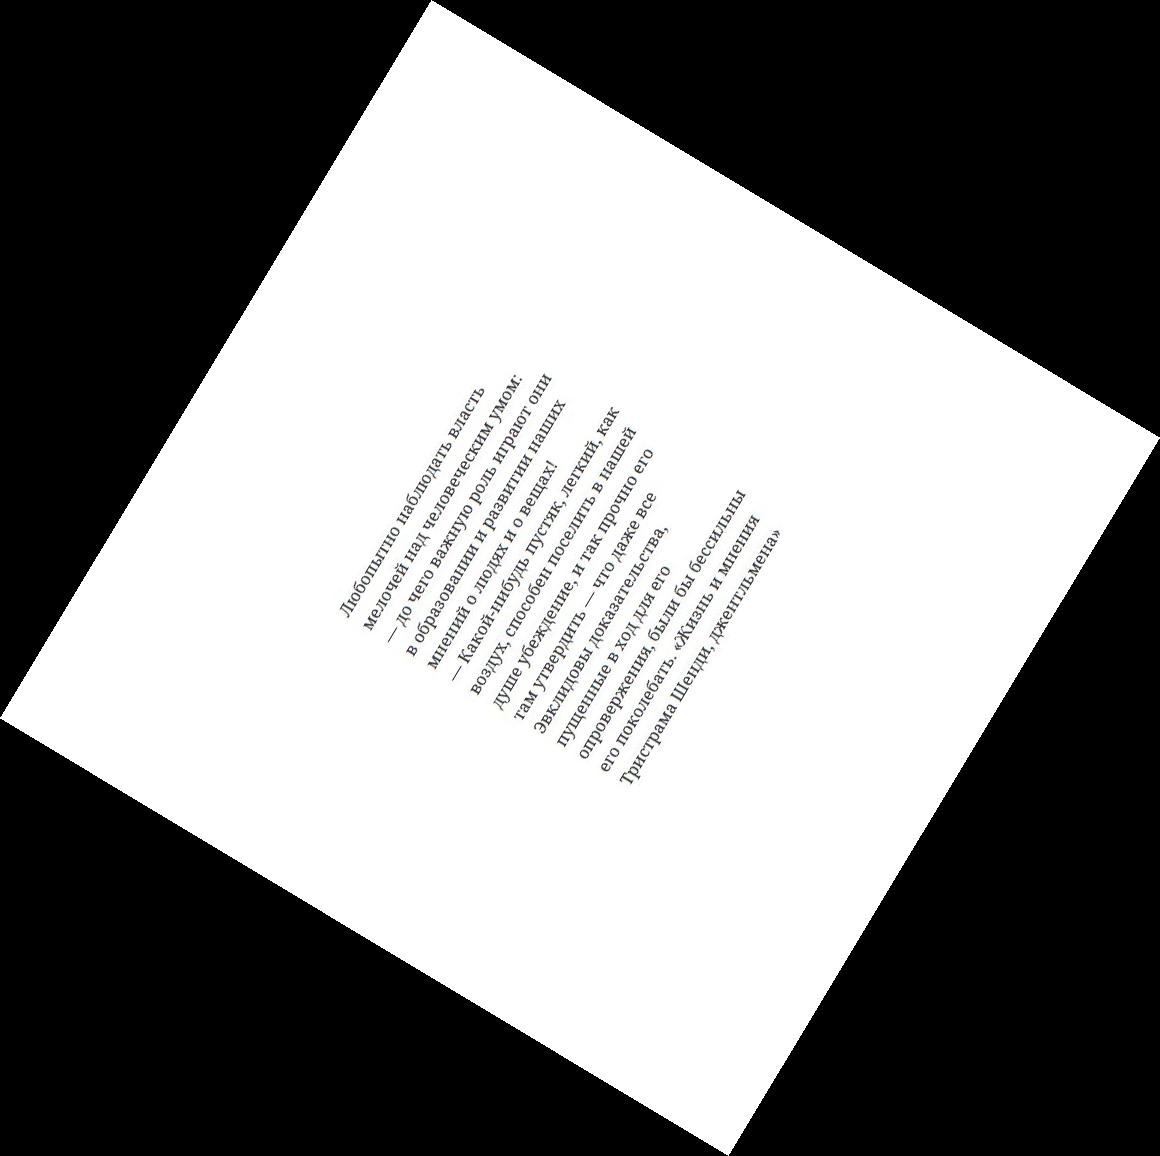 Любопытно наблюдать власть
мелочей над человеческим умом:
— до чего важную роль играют они
в образовании и развитии наших
мнений о людях и о вещах!
— Какой-нибудь пустяк, легкий, как
воздух, способен поселить в нашей
душе убеждение, и так прочно его
там утвердить — что даже все
Эвклидовы доказательства,
пущенные в ход для его
опровержения, были бы бессильны
его поколебать. «Жизнь и мнения
Тристрама Шенди, джентльмена»